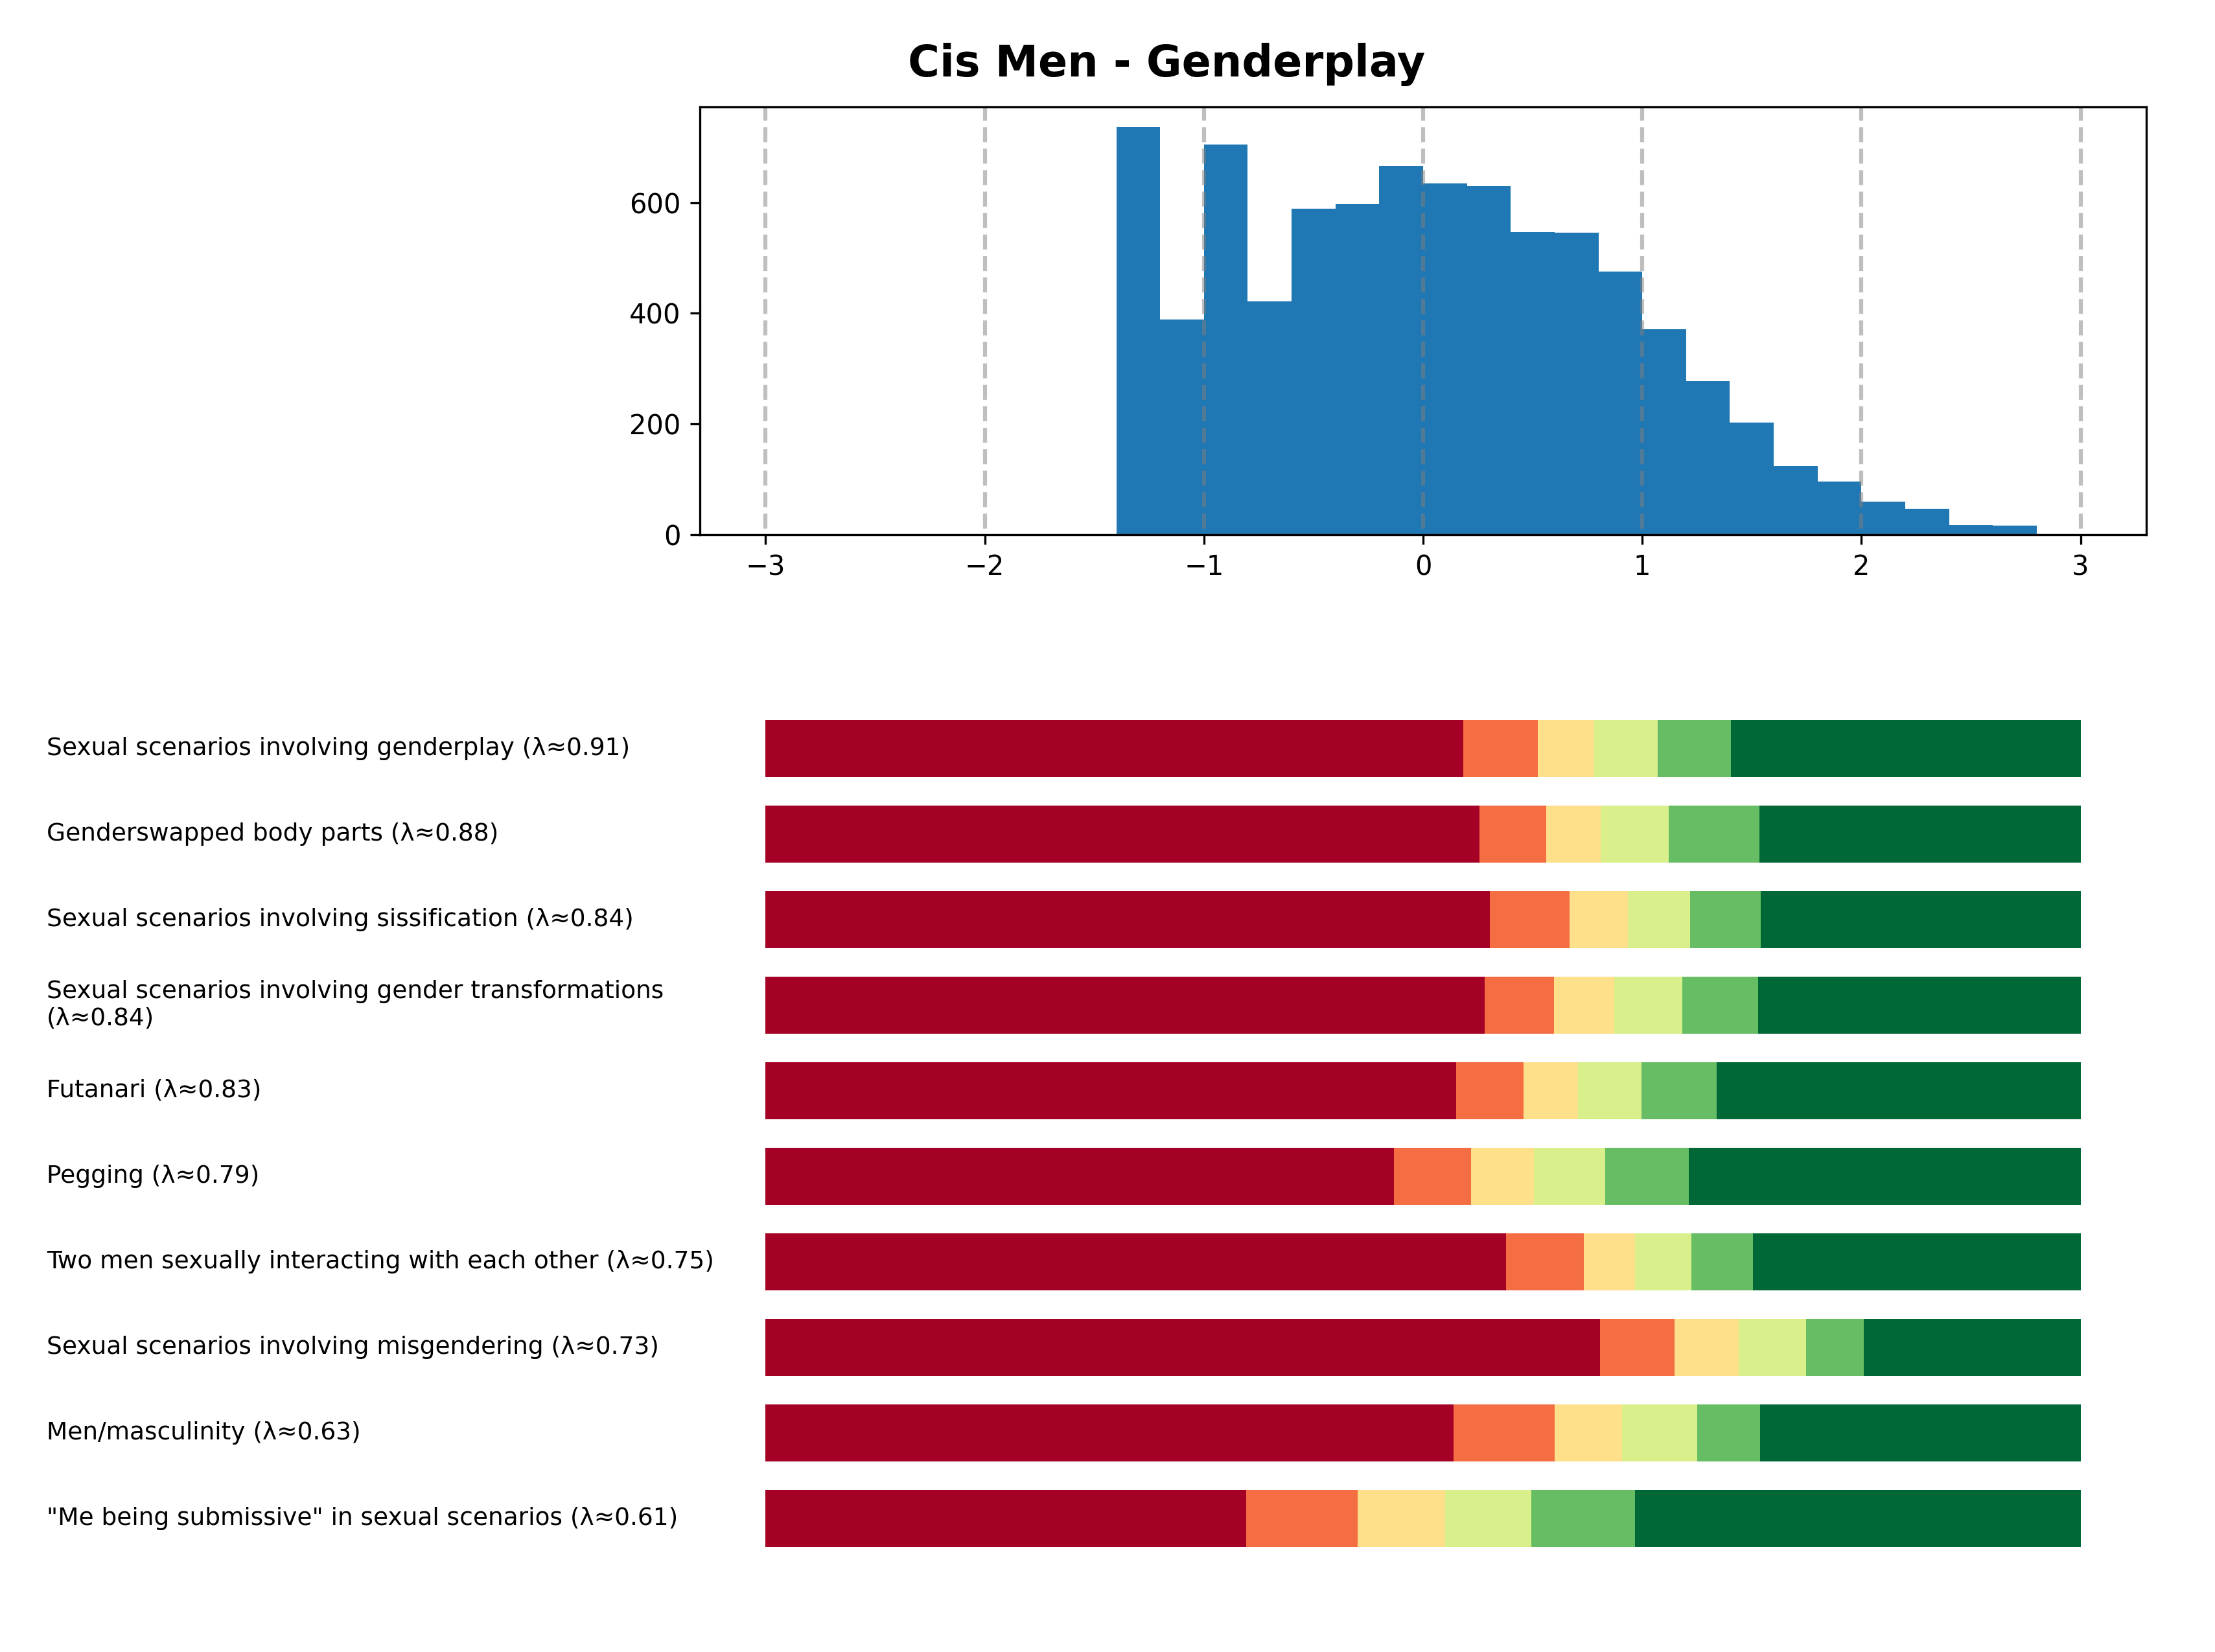 Cis Men - Genderplay
600
400
200
0
−3 −2 −1 0 1 2 3
Sexual scenarios involving genderplay (λ≈0.91)
Genderswapped body parts (λ≈0.88)
Sexual scenarios involving sissification (λ≈0.84)
Sexual scenarios involving gender transformations
(λ≈0.84)
Futanari (λ≈0.83)
Pegging (λ≈0.79)
Two men sexually interacting with each other (λ≈0.75)
Sexual scenarios involving misgendering (λ≈0.73)
Men/masculinity (λ≈0.63)
"Me being submissive" in sexual scenarios (λ≈0.61)